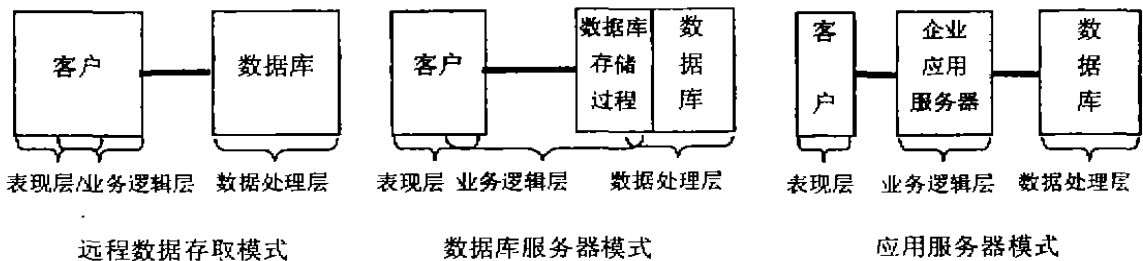 客户
数据库
表现层/业务逻辑层
数据处理层
远程数据存取模式
客户
数据库
存储
过程
数据库
表现层
业务逻辑层
数据处理层
数据库服务器模式
客户
企业
应用
服务器
数据库
表现层
业务逻辑层
数据处理层
应用服务器模式